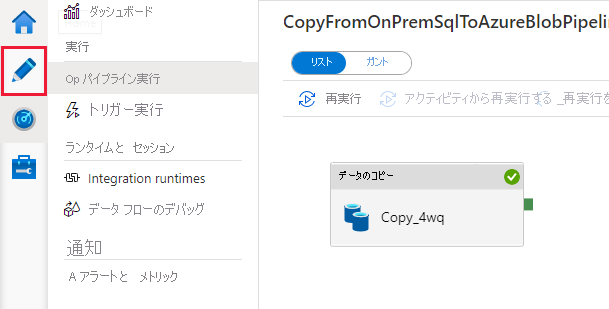 ダッシュボード
実行
Op パイプライン実行
トリガー実行
ランタイムと セッション
Integration runtimes
データ フローのデバッグ
通知
A アラートと メトリック
CopyFromOnPremSqlToAzureBlobPipelin
リスト ガント
再実行 アクティビティから再実行する _再実行を
データのコピー
Copy_4wq